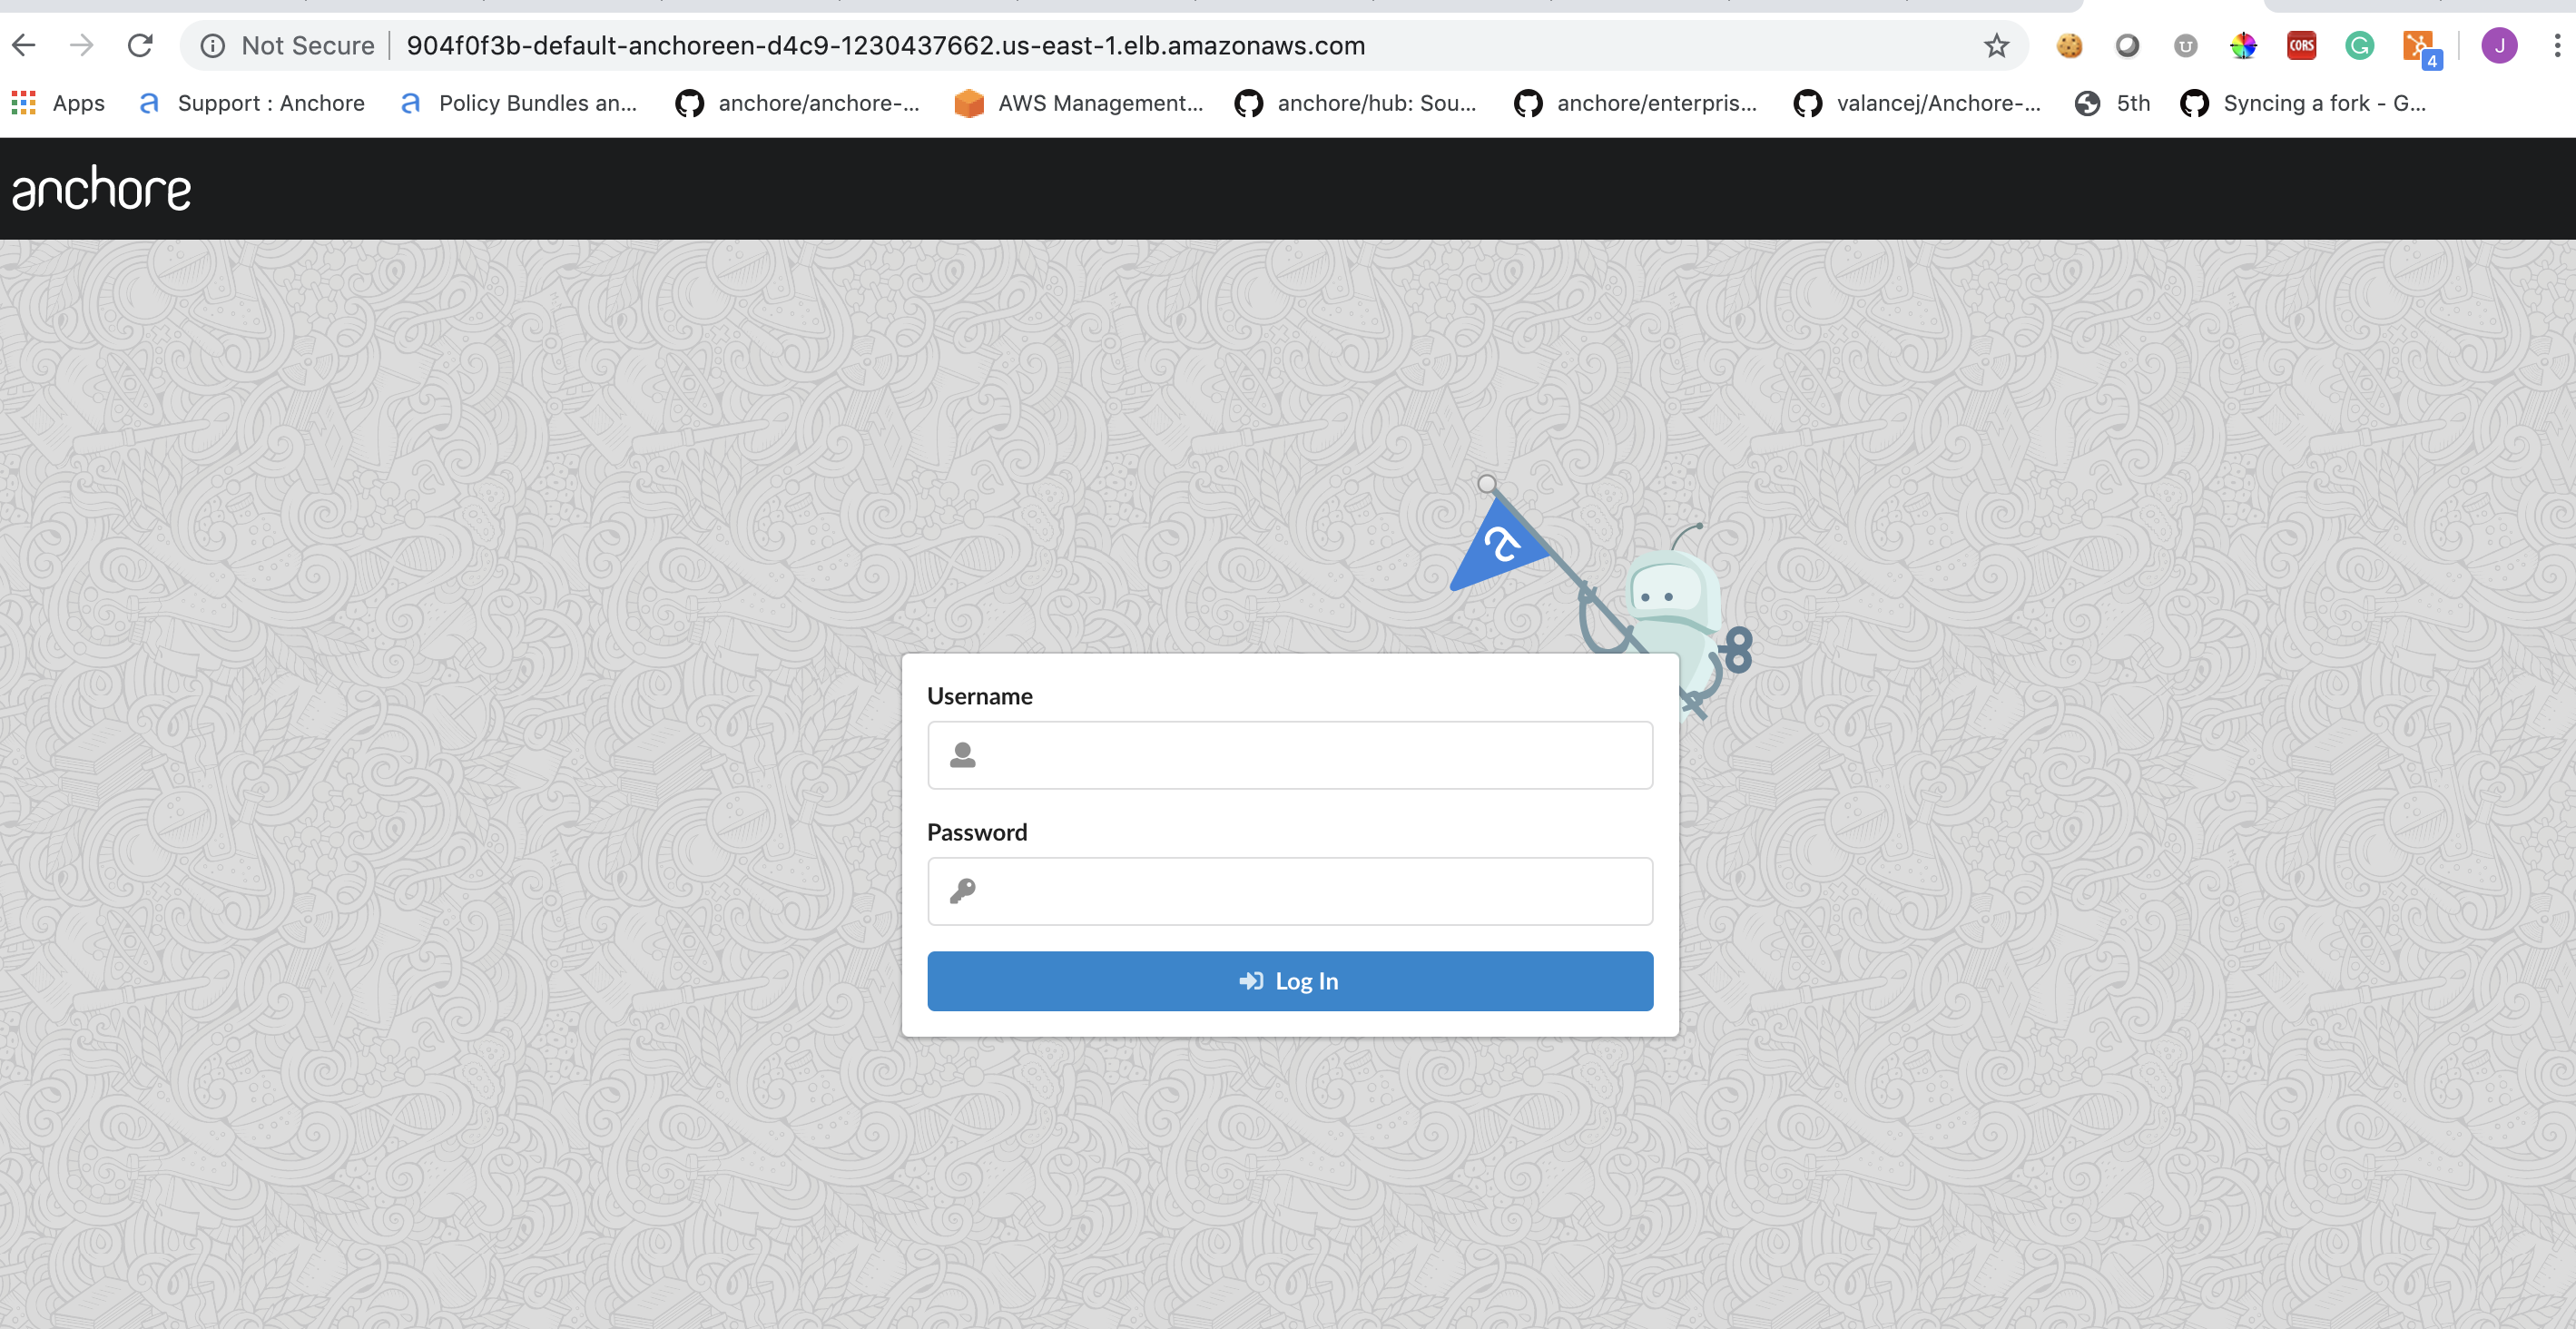 Not Secure 904f0f3b-default-anchoreen-d4c9-1230437662.us-east-1.elb.amazonaws.com U CORS G 4 J
Apps a Support : Anchore a Policy Bundles an... anchore/anchore-... AWS Management... anchore/hub: Sou... anchore/enterpris... valancej/Anchore-... 5th Syncing a fork - G...
anchore
a
Username
Password
Log In